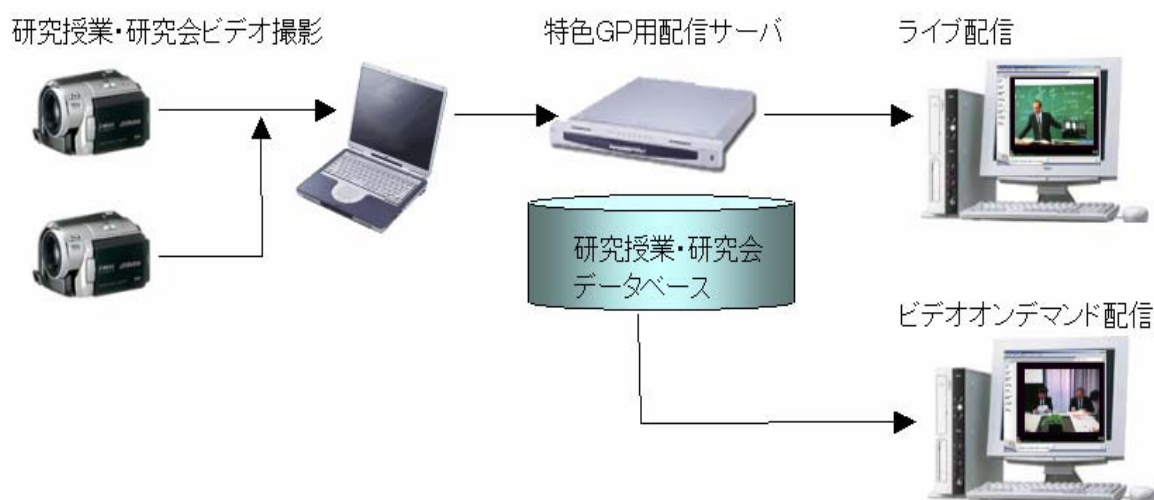 研究授業・研究会ビデオ撮影
特色GP用配信サーバ
ライブ配信
研究授業・研究会
データベース
ビデオオンデマンド配信